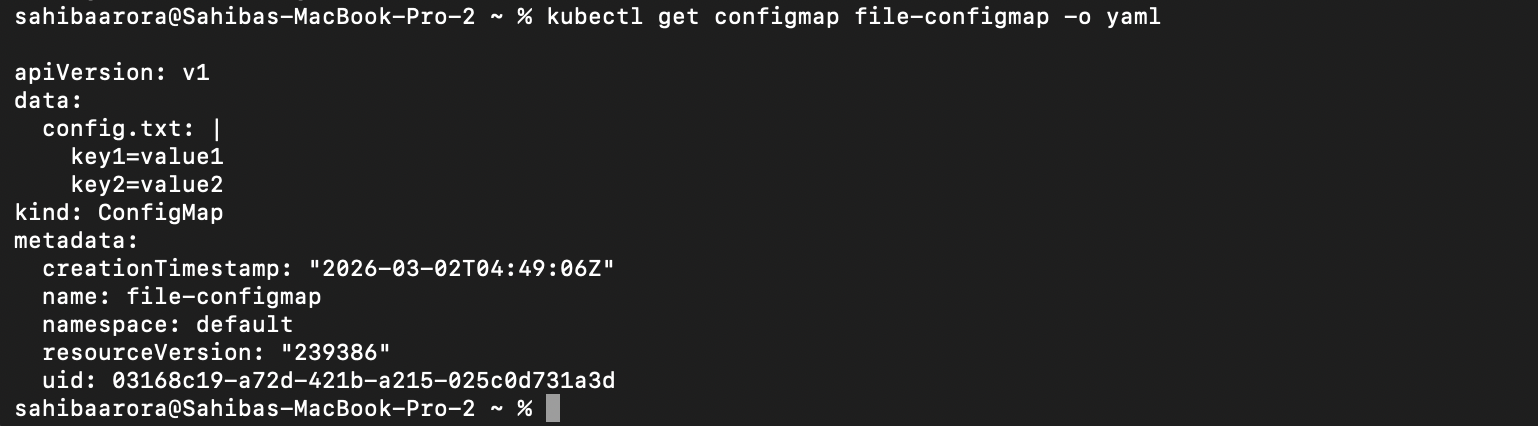 sahibaarora@Sahibas-MacBook-Pro-2 ~ % kubectl get configmap file-configmap -o yaml
apiVersion: v1
data:
  config.txt: |
    key1=value1
    key2=value2
kind: ConfigMap
metadata:
  creationTimestamp: "2026-03-02T04:49:06Z"
  name: file-configmap
  namespace: default
  resourceVersion: "239386"
  uid: 03168c19-a72d-421b-a215-025c0d731a3d
sahibaarora@Sahibas-MacBook-Pro-2 ~ %